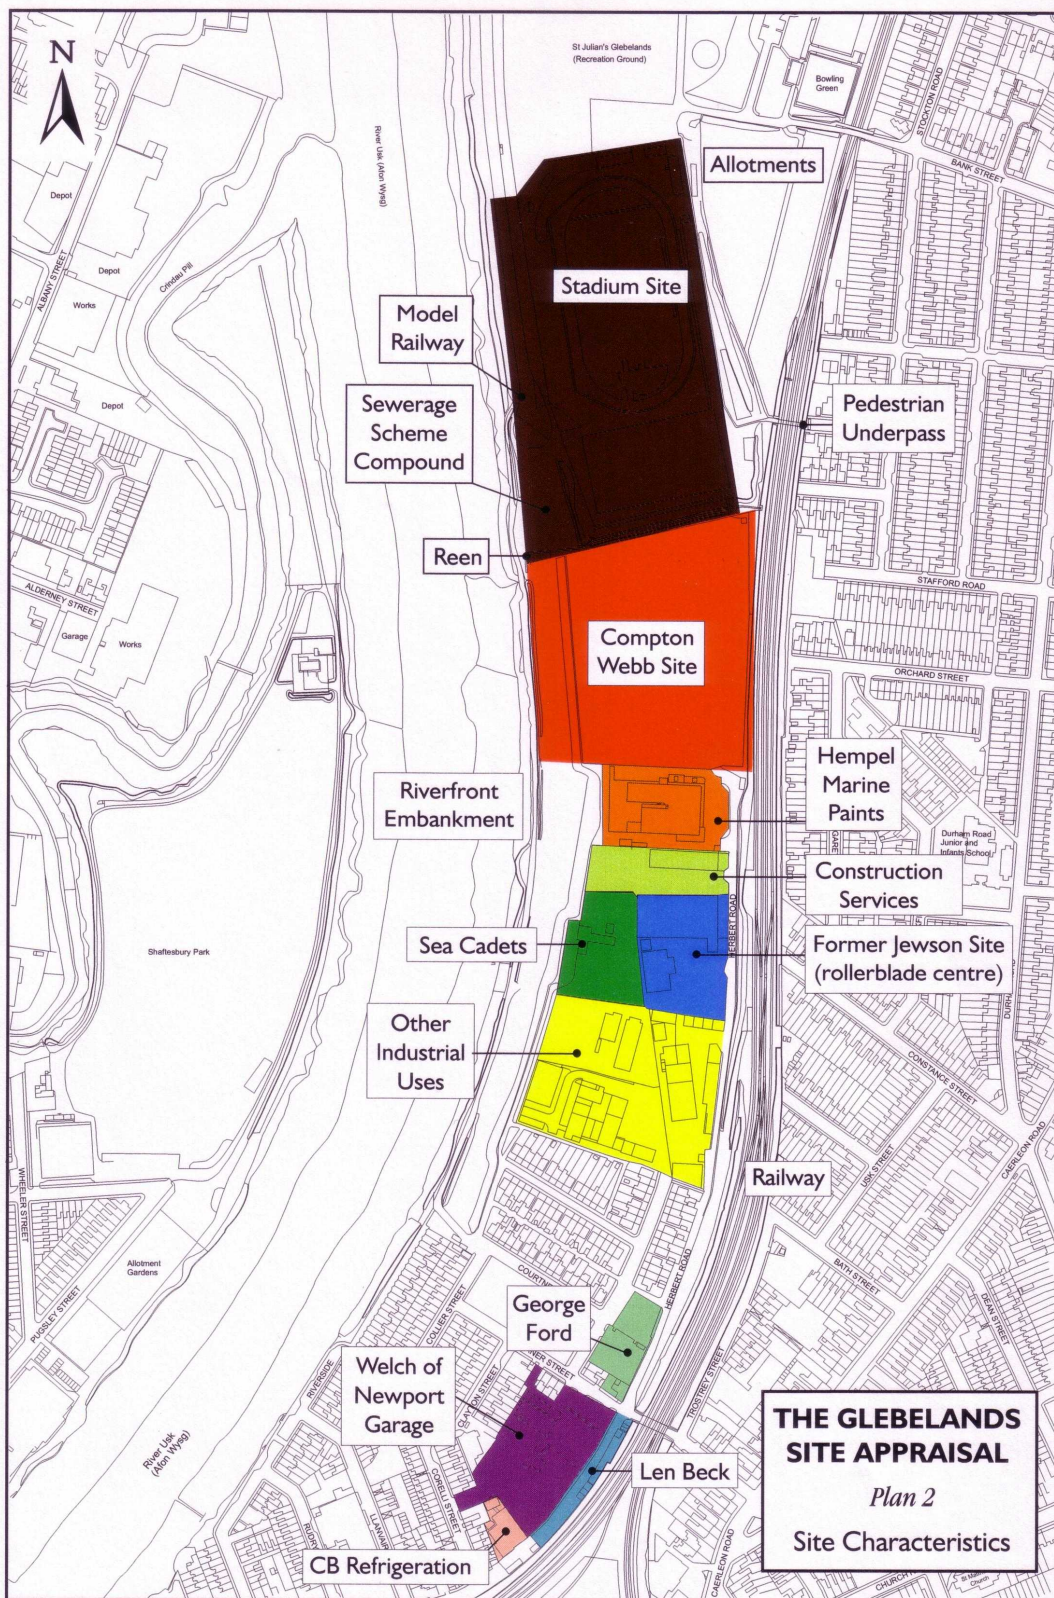 N
St Julian's Glebelands
(Recreation Ground)
Bowling
Green
STOCKTON ROAD
BANK STREET
Allotments
River Usk (Afon Wysg)
Depot
ALBANY STREET
Depot
Crindau Pill
Works
Stadium Site
Model
Railway
Sewerage
Scheme
Compound
Depot
Pedestrian
Underpass
Reen
STAFFORD ROAD
ALDERNEY STREET
Garage
Works
Compton
Webb Site
ORCHARD STREET
Riverfront
Embankment
Hempel
Marine
Paints
Durham Road
Junior and
Infants School
Construction
Services
HERBERT ROAD
Sea Cadets
Former Jewson Site
(rollerblade centre)
Shaftesbury Park
Other
Industrial
Uses
CONSTANCE STREET
CAERLEON ROAD
USK STREET
Railway
WHEELER STREET
Allotment
Gardens
PUGSLEY STREET
BATH STREET
DEAN STREET
HERBERT ROAD
COLLIER STREET
George
Ford
RIVERSIDE
TROSTREY STREET
Welch of
Newport
Garage
CLAYTON STREET
River Usk
(Afon Wysg)
CORELLI STREET
Len Beck
CB Refrigeration
CAERLEON ROAD
THE GLEBELANDS
SITE APPRAISAL
Plan 2
Site Characteristics